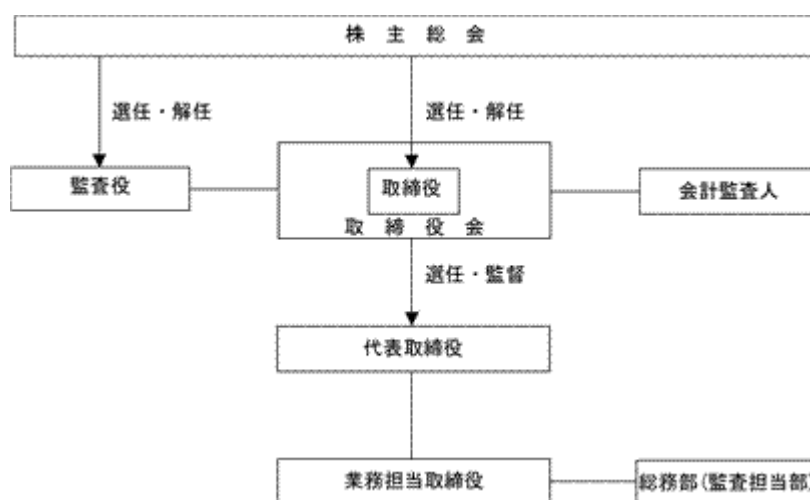 株主総会
選任・解任
選任・解任
監査役
取締役
会計監査人
取締役会
選任・監督
代表取締役
業務担当取締役
総務部(監査担当部)